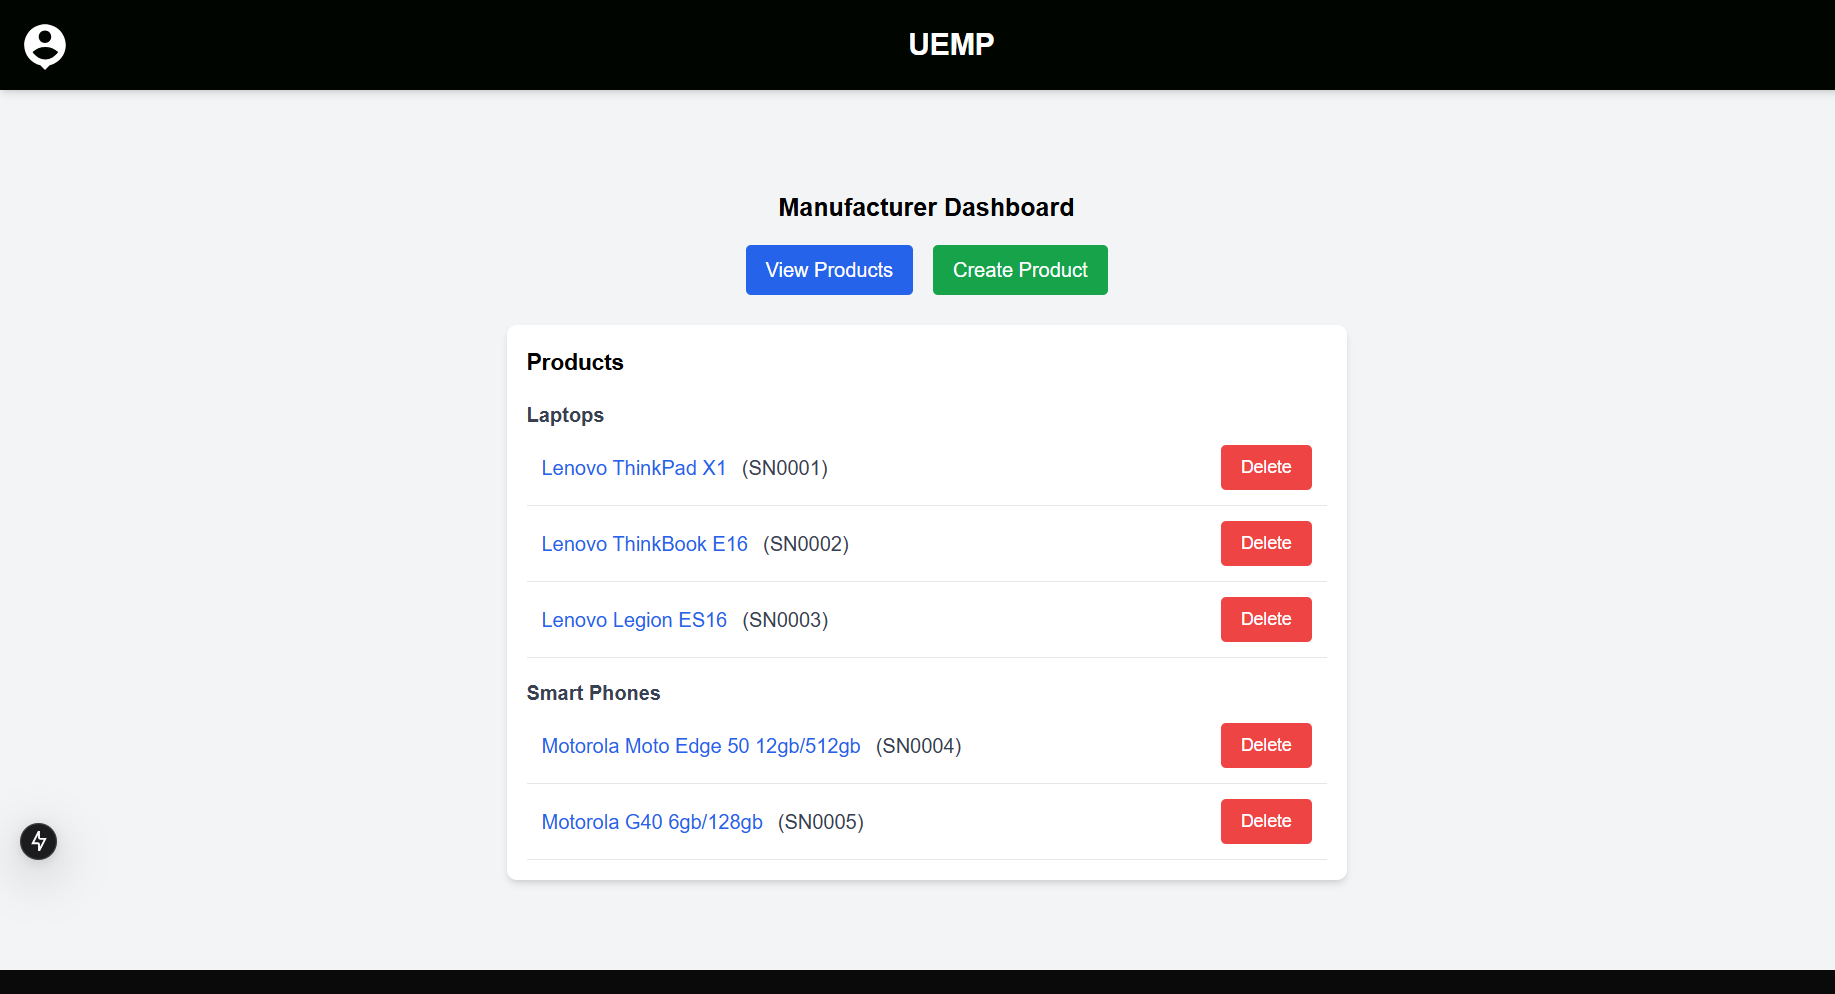 UEMP
Manufacturer Dashboard
View Products Create Product
Products
Laptops
Lenovo ThinkPad X1 (SN0001) Delete
Lenovo ThinkBook E16 (SN0002) Delete
Lenovo Legion ES16 (SN0003) Delete
Smart Phones
Motorola Moto Edge 50 12gb/512gb (SN0004) Delete
Motorola G40 6gb/128gb (SN0005) Delete